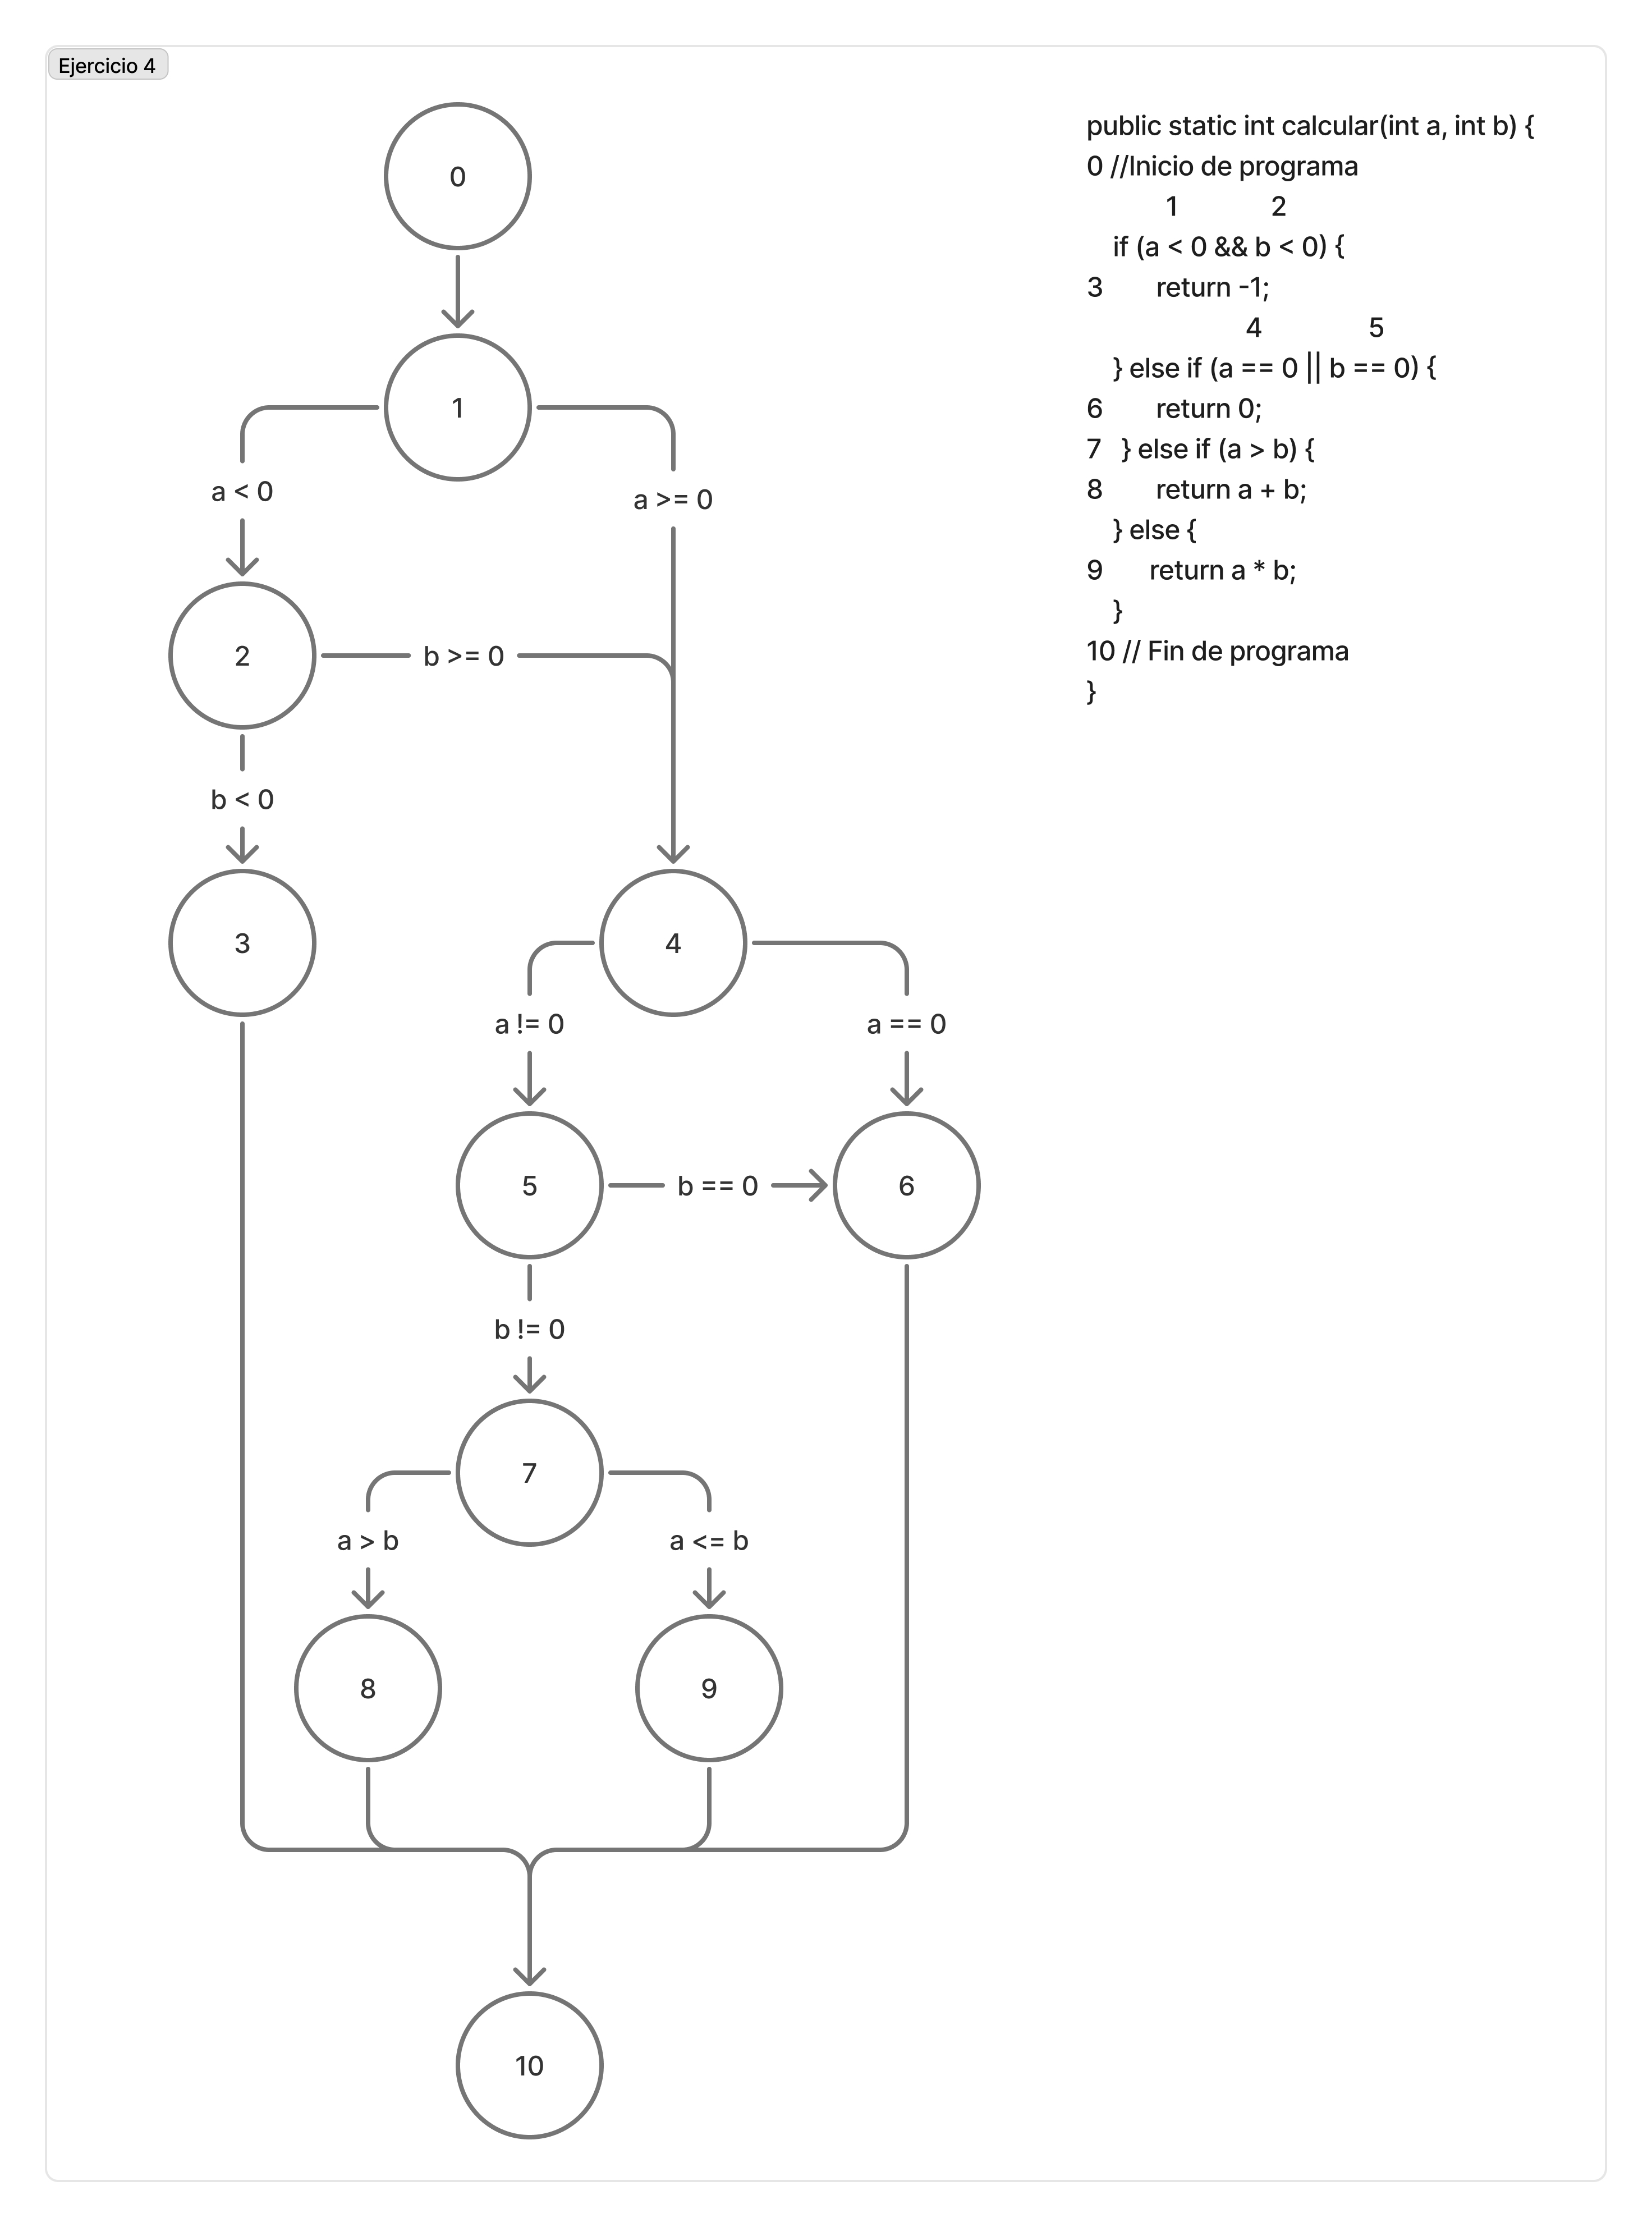 Ejercicio 4
0
1
a < 0
a >= 0
2
b >= 0
b < 0
3
4
a != 0
a == 0
5
b == 0
6
b != 0
7
a > b
a <= b
8
9
10
public static int calcular(int a, int b) {
0 //Inicio de programa
1 2
if (a < 0 && b < 0) {
3 return -1;
4 5
} else if (a == 0 || b == 0) {
6 return 0;
7 } else if (a > b) {
8 return a + b;
} else {
9 return a * b;
}
10 // Fin de programa
}